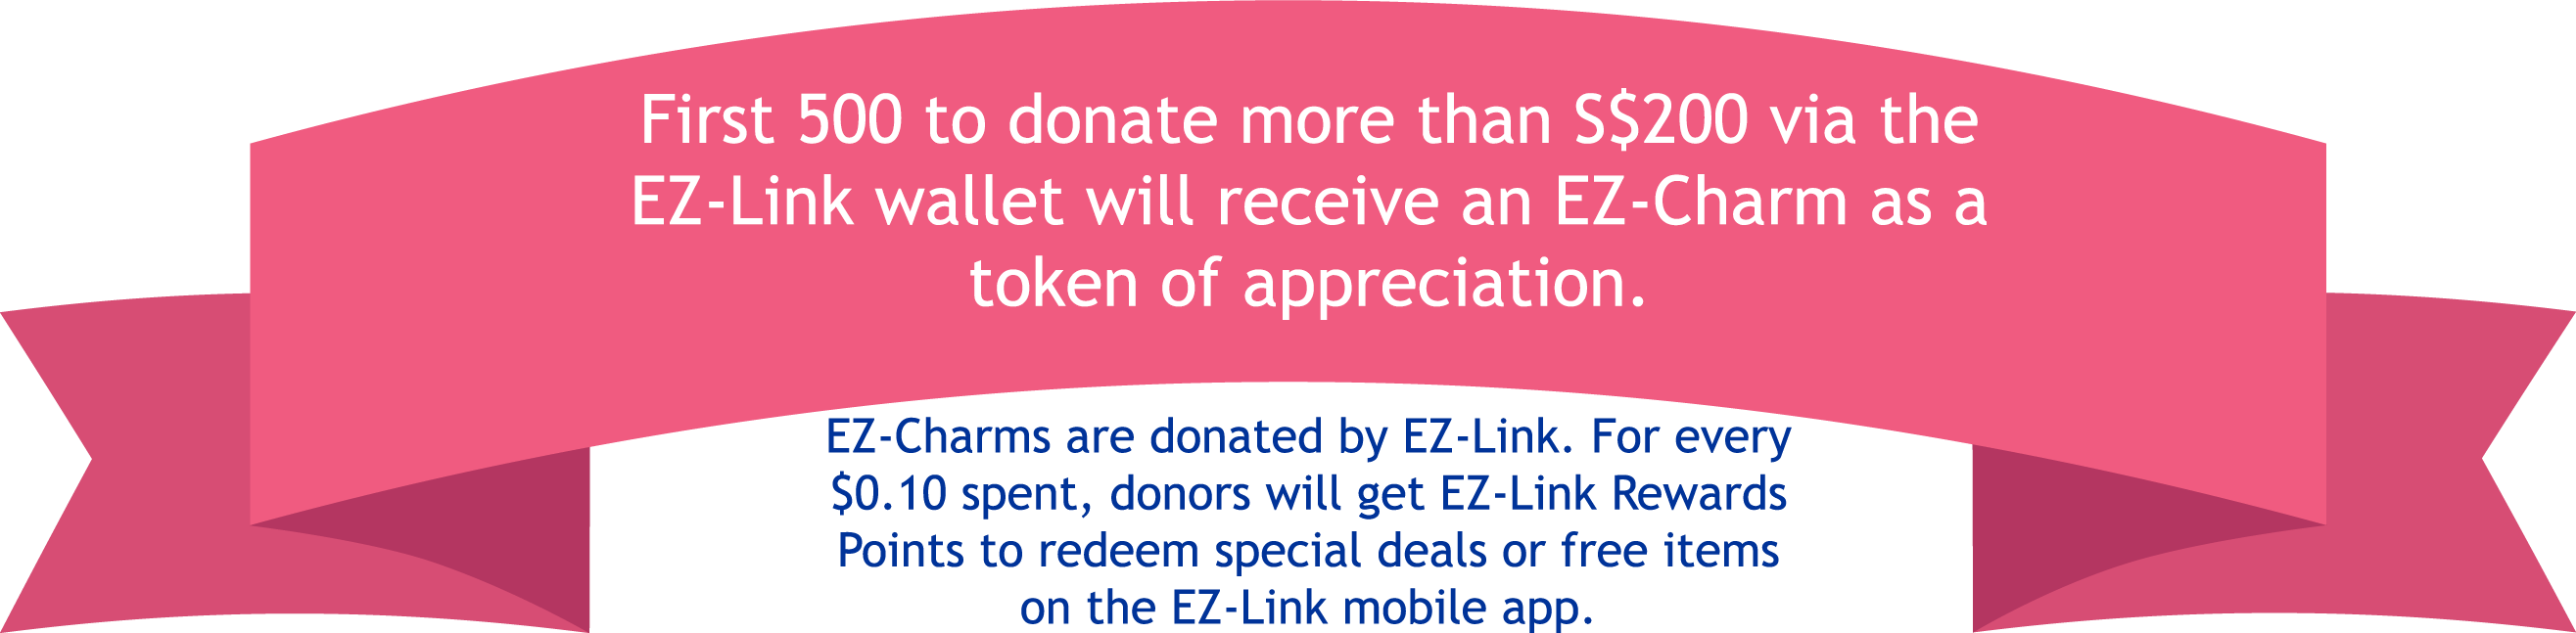 First 500 to donate more than S$200 via the
EZ-Link wallet will receive an EZ-Charm as a
token of appreciation.
EZ-Charms are donated by EZ-Link. For every
$0.10 spent, donors will get EZ-Link Rewards
Points to redeem special deals or free items
on the EZ-Link mobile app.